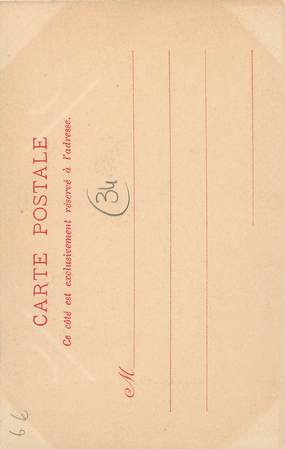 CARTE POSTALE
Ce côté est exclusivement réservé à l'adresse.
34
M